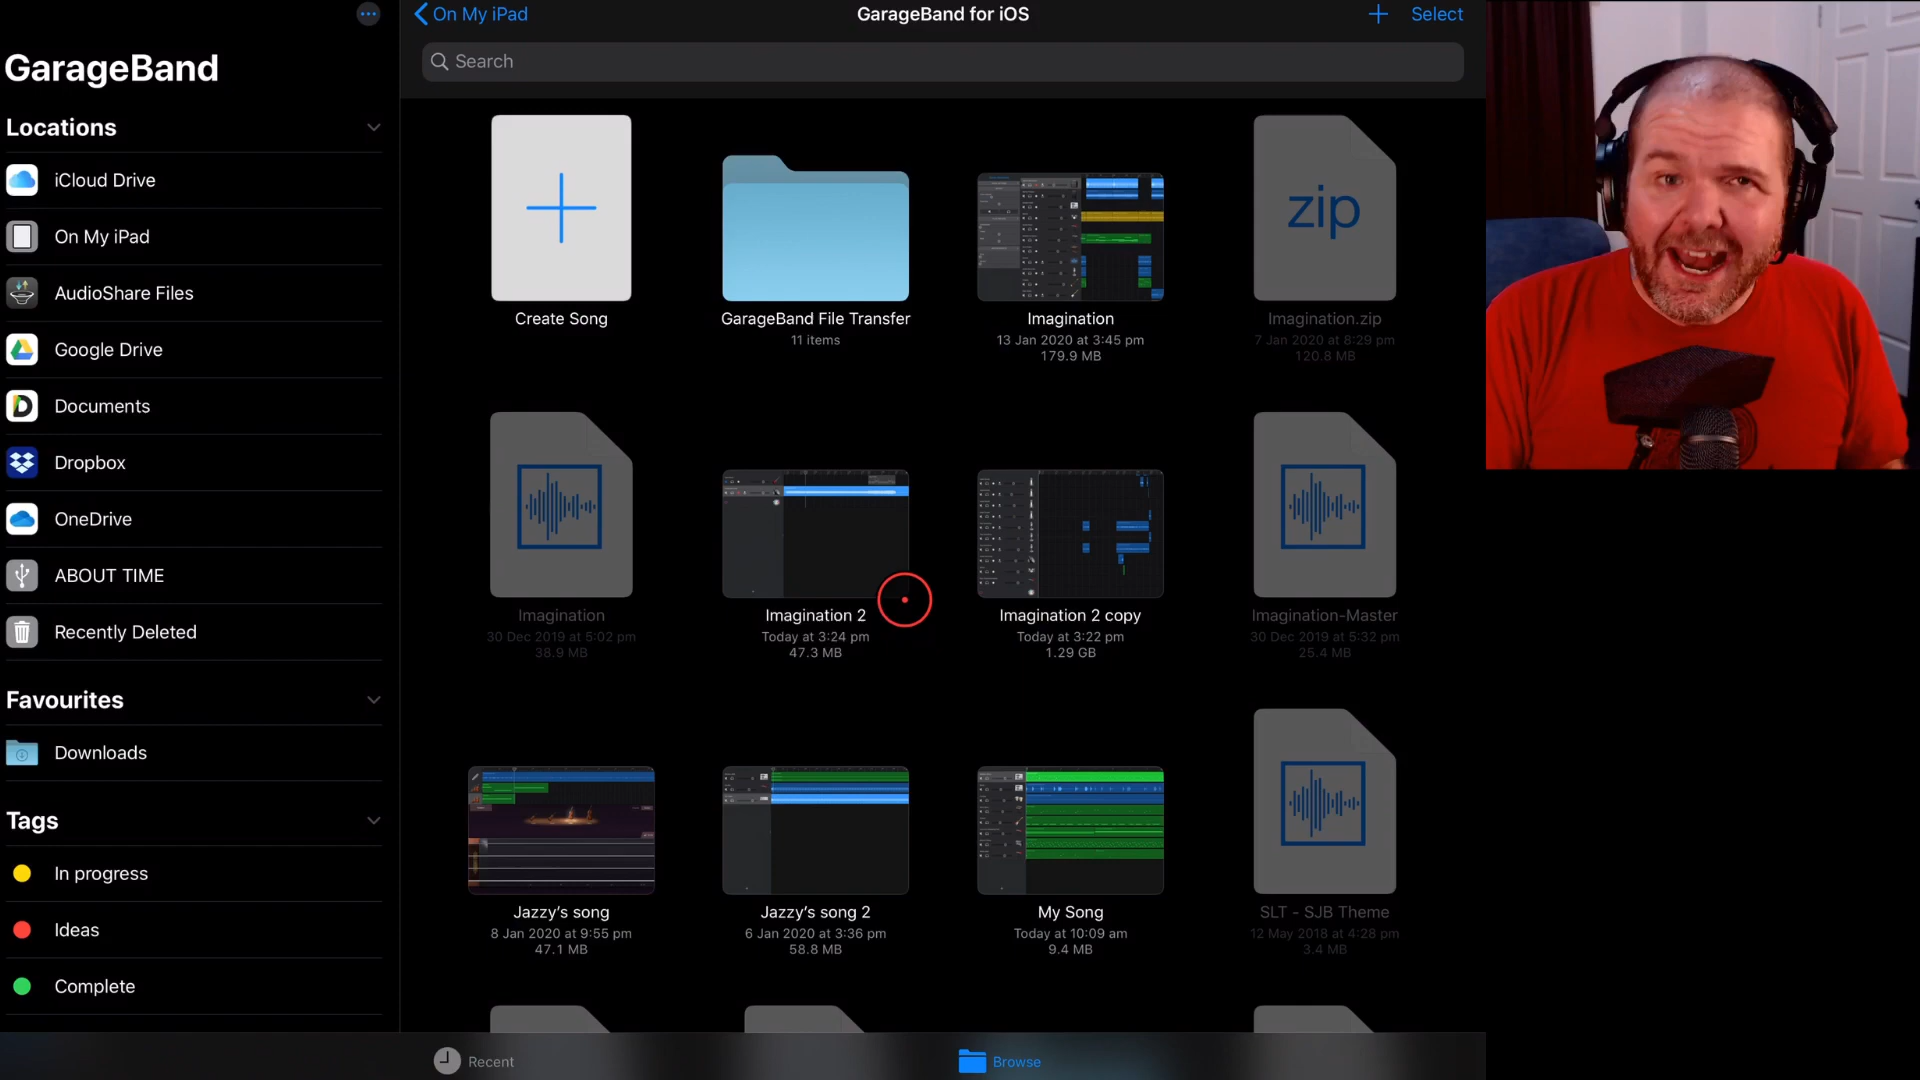 On My iPad
GarageBand for iOS
Select
GarageBand
Search
Locations
iCloud Drive
On My iPad
AudioShare Files
Google Drive
Documents
Dropbox
OneDrive
ABOUT TIME
Recently Deleted
Favourites
Downloads
Tags
In progress
Ideas
Complete
Create Song
GarageBand File Transfer
11 items
Imagination
13 Jan 2020 at 3:45 pm
179.9 MB
zip
Imagination.zip
7 Jan 2020 at 8:29 pm
120.8 MB
Imagination
30 Dec 2019 at 5:02 pm
38.9 MB
Imagination 2
Today at 3:24 pm
47.3 MB
Imagination 2 copy
Today at 3:22 pm
1.29 GB
Imagination-Master
30 Dec 2019 at 5:32 pm
25.4 MB
Jazzy's song
8 Jan 2020 at 9:55 pm
47.1 MB
Jazzy's song 2
6 Jan 2020 at 3:36 pm
58.8 MB
My Song
Today at 10:09 am
9.4 MB
SLT - SJB Theme
12 May 2018 at 4:28 pm
3.4 MB
Recent
Browse